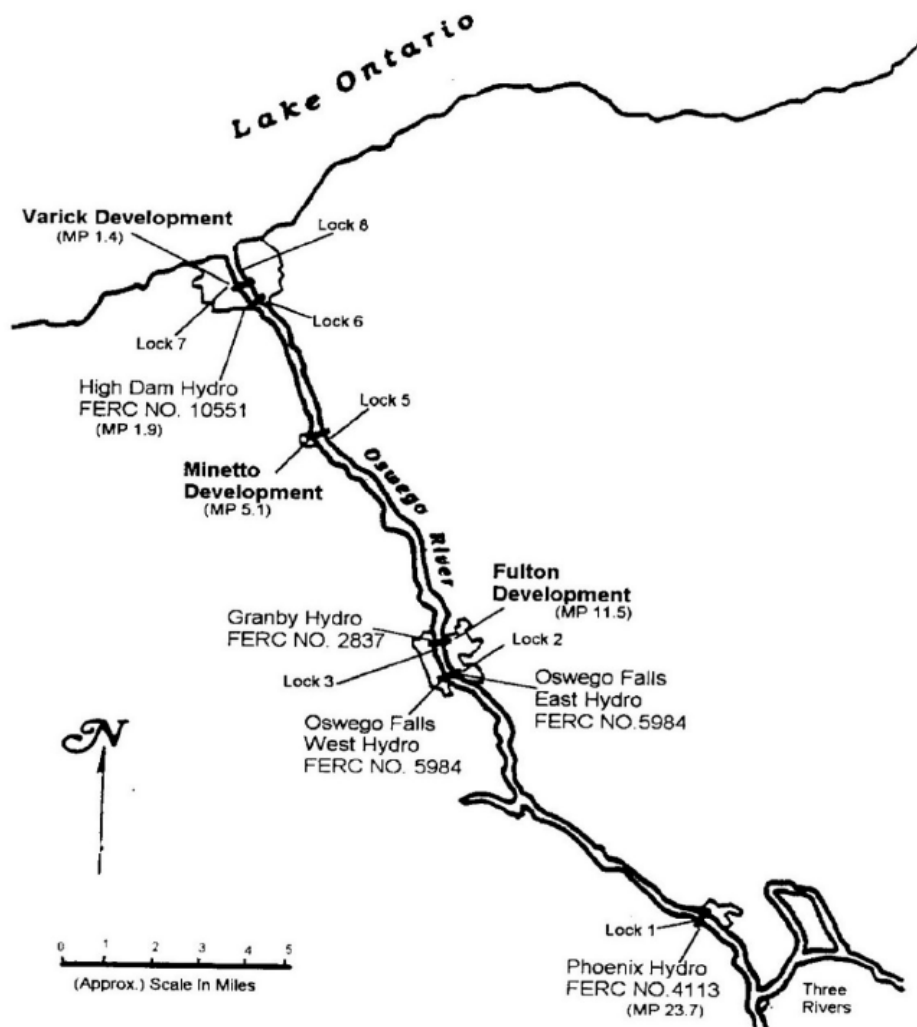 Lake Ontario
Varick Development
(MP 1.4)
Lock 8
Lock 7
Lock 6
High Dam Hydro
FERC NO. 10551
(MP 1.9)
Lock 5
Minetto
Development
(MP 5.1)
Oswego River
Fulton
Development
(MP 11.5)
Granby Hydro
FERC NO. 2837
Lock 2
Lock 3
Oswego Falls
East Hydro
FERC NO.5984
Oswego Falls
West Hydro
FERC NO. 5984
N
Lock 1
Phoenix Hydro
FERC NO.4113
(MP 23.7)
Three
Rivers
0 1 2 3 4 5
(Approx.) Scale In Miles